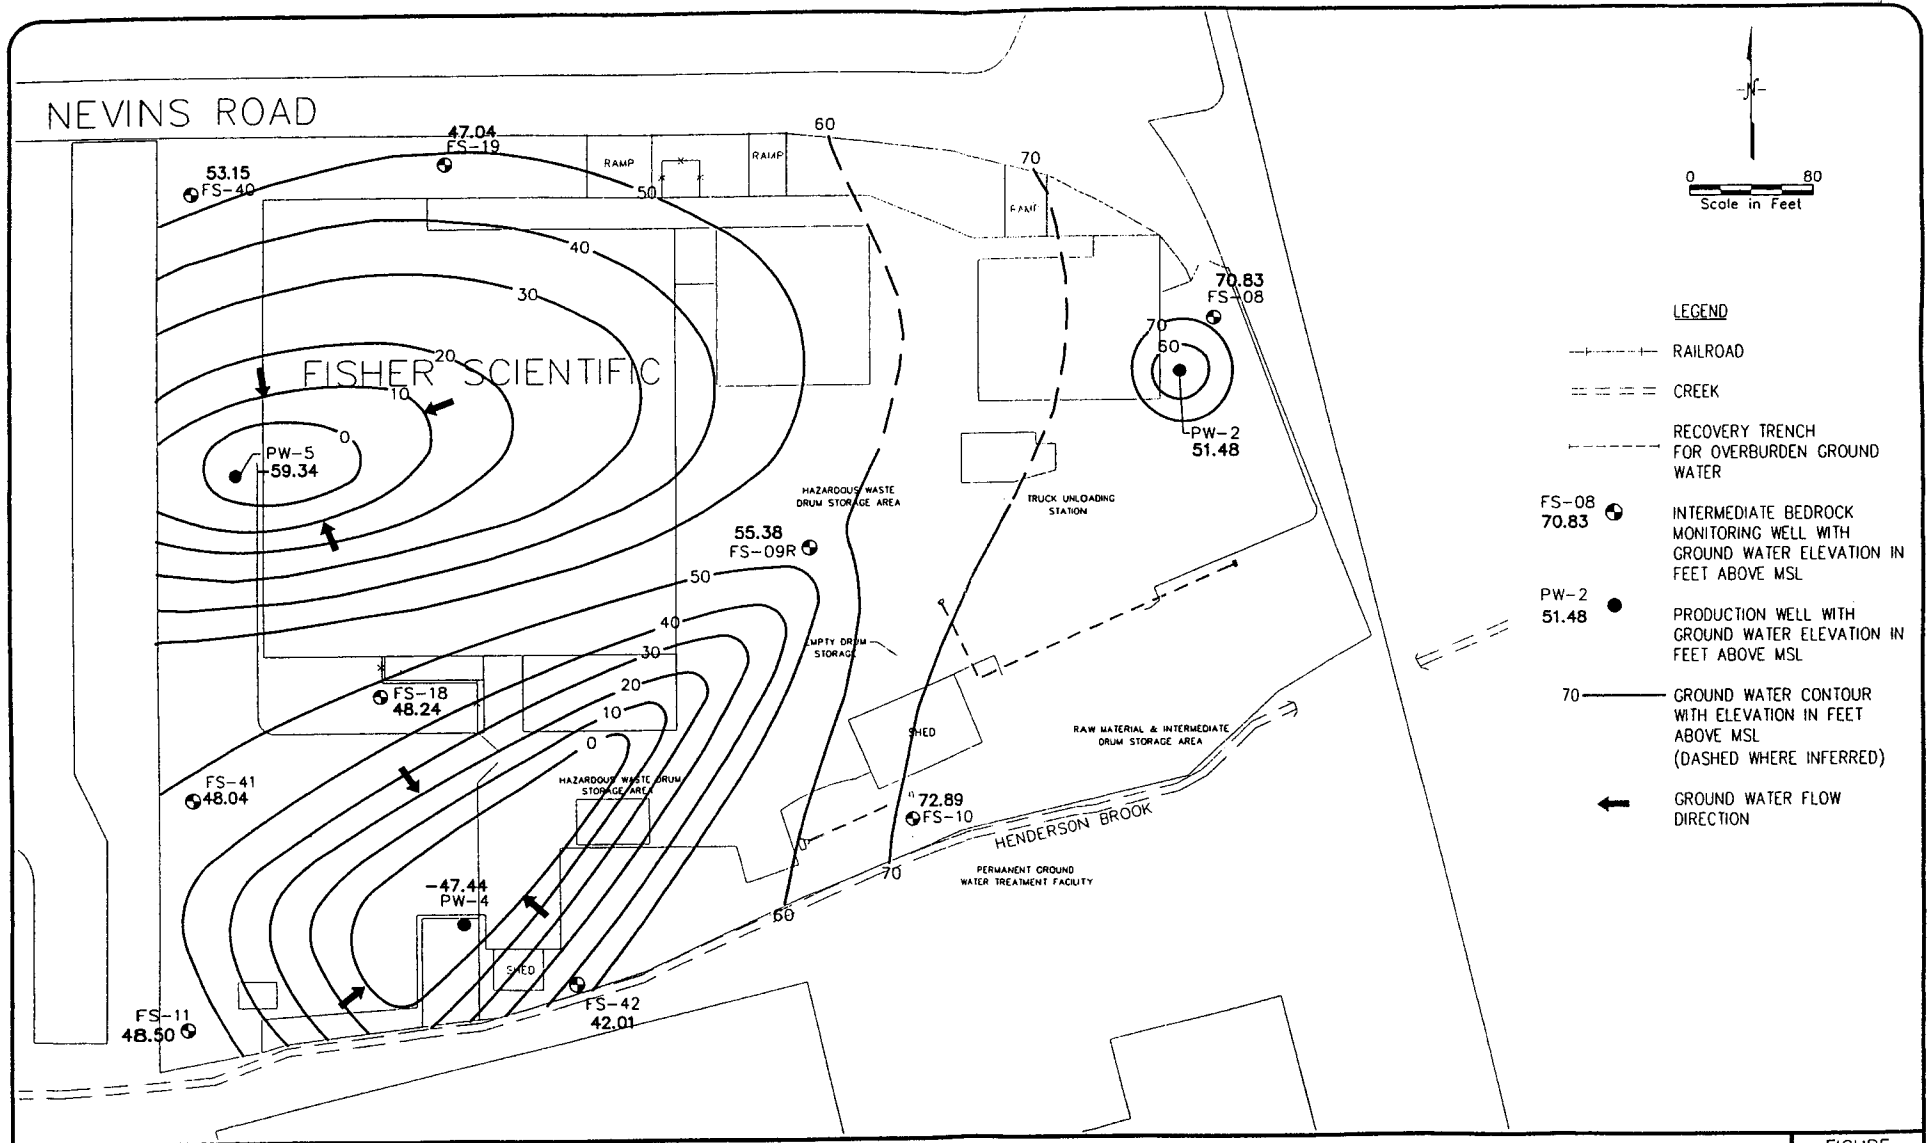 NEVINS ROAD
47.04
FS-19
53.15
FS-40
RAMP
RAMP
60
70
50
RAMP
40
30
70.83
FS-08
70
60
20
FISHER SCIENTIFIC
10
0
PW-5
-59.34
PW-2
51.48
HAZARDOUS WASTE
DRUM STORAGE AREA
TRUCK UNLOADING
STATION
55.38
FS-09R
50
40
30
20
10
0
EMPTY DRUM
STORAGE
FS-18
48.24
SHED
RAW MATERIAL & INTERMEDIATE
DRUM STORAGE AREA
FS-41
48.04
HAZARDOUS WASTE DRUM
STORAGE AREA
72.89
FS-10
HENDERSON BROOK
70
PERMANENT GROUND
WATER TREATMENT FACILITY
-47.44
PW-4
60
SHED
FS-42
42.01
FS-11
48.50
N
0 80
Scale in Feet
LEGEND
RAILROAD
CREEK
RECOVERY TRENCH
FOR OVERBURDEN GROUND
WATER
FS-08
70.83
INTERMEDIATE BEDROCK
MONITORING WELL WITH
GROUND WATER ELEVATION IN
FEET ABOVE MSL
PW-2
51.48
PRODUCTION WELL WITH
GROUND WATER ELEVATION IN
FEET ABOVE MSL
70
GROUND WATER CONTOUR
WITH ELEVATION IN FEET
ABOVE MSL
(DASHED WHERE INFERRED)
GROUND WATER FLOW
DIRECTION
FIGURE